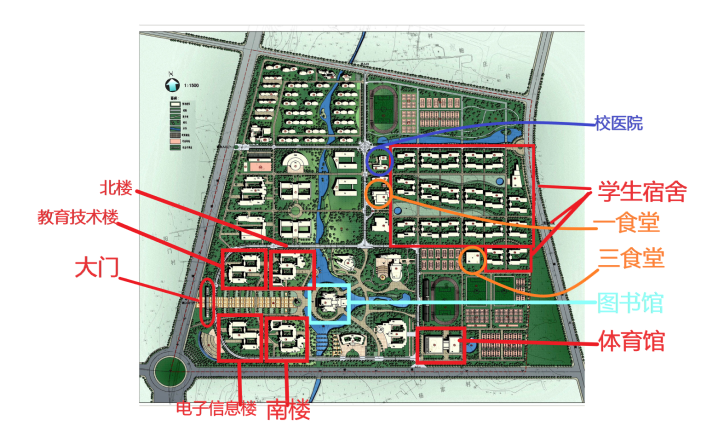 1:1500
校医院
北楼
学生宿舍
教育技术楼
一食堂
三食堂
大门
图书馆
体育馆
电子信息楼
南楼